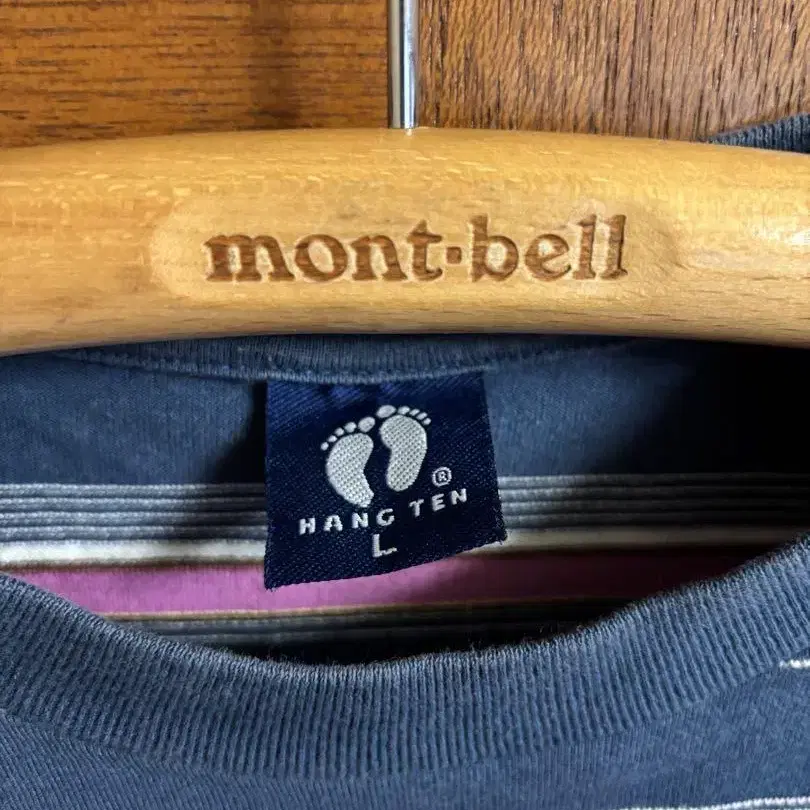 mont-bell
®
HANG TEN
L